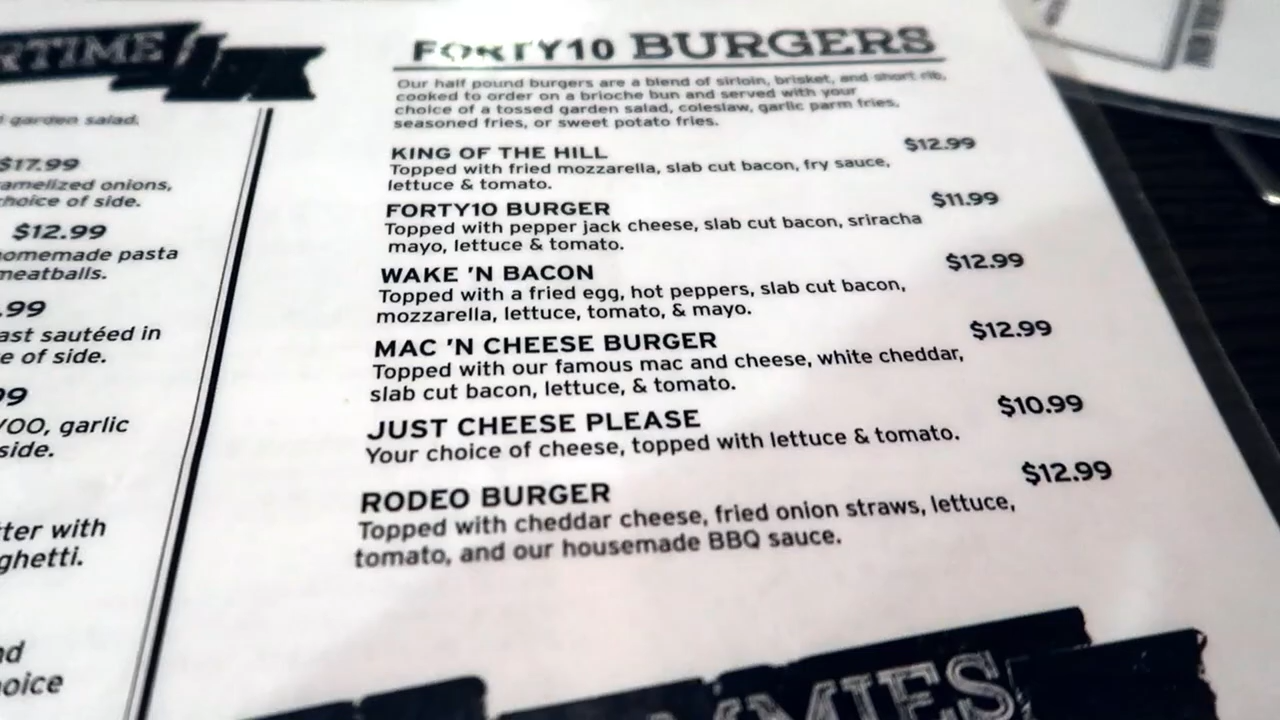 garden salad.
$17.99
onions,
choice of side.
$12.99
homemade pasta
meatballs.
.99
sautéed in
of side.
garlic
side.
with
FORTY10 BURGERS
Our half pound burgers are a blend of sirloin, brisket, and short rib,
cooked to order on a brioche bun and served with your
choice of a tossed garden salad, coleslaw, garlic parm fries,
seasoned fries, or sweet potato fries.
KING OF THE HILL $12.99
Topped with fried mozzarella, slab cut bacon, fry sauce,
lettuce & tomato.
FORTY10 BURGER $11.99
Topped with pepper jack cheese, slab cut bacon, sriracha
mayo, lettuce & tomato.
WAKE 'N BACON $12.99
Topped with a fried egg, hot peppers, slab cut bacon,
mozzarella, lettuce, tomato, & mayo.
MAC 'N CHEESE BURGER $12.99
Topped with our famous mac and cheese, white cheddar,
slab cut bacon, lettuce, & tomato.
JUST CHEESE PLEASE $10.99
Your choice of cheese, topped with lettuce & tomato.
RODEO BURGER $12.99
Topped with cheddar cheese, fried onion straws, lettuce,
tomato, and our housemade BBQ sauce.